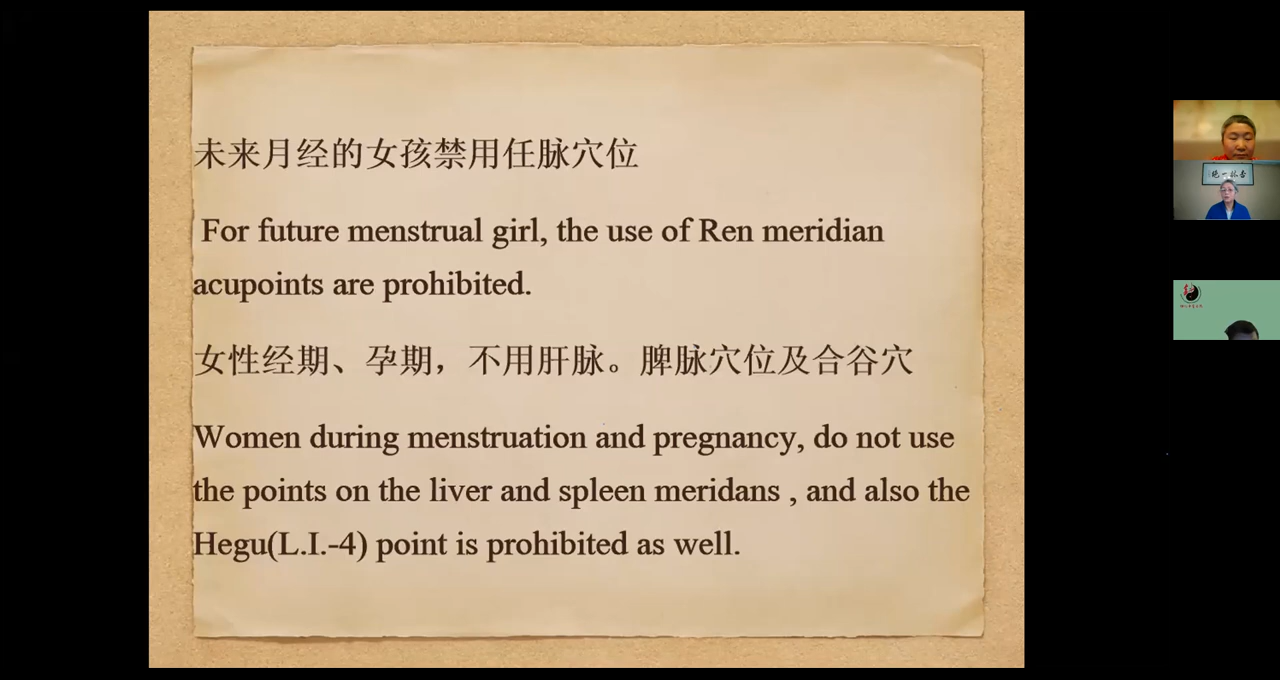 未来月经的女孩禁用任脉穴位
For future menstrual girl, the use of Ren meridian
acupoints are prohibited.
女性经期、孕期，不用肝脉。脾脉穴位及合谷穴
Women during menstruation and pregnancy, do not use
the points on the liver and spleen meridans , and also the
Hegu(L.I.-4) point is prohibited as well.